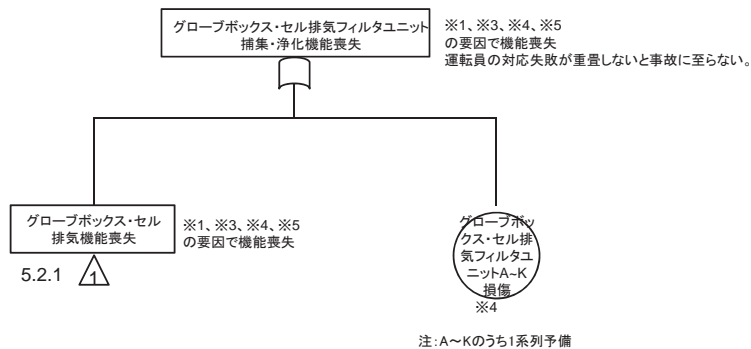 グローブボックス・セル排気フィルタユニット
捕集・浄化機能喪失
※1、※3、※4、※5
の要因で機能喪失
運転員の対応失敗が重畳しないと事故に至らない。
グローブボックス・セル
排気機能喪失
※1、※3、※4、※5
の要因で機能喪失
5.2.1
1
グローブボッ
クス・セル排
気フィルタユ
ニットA~K
損傷
※4
注:A~Kのうち1系列予備